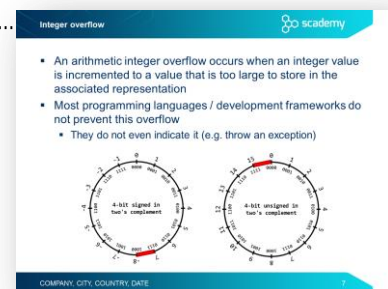 Integer overflow
scademy
An arithmetic integer overflow occurs when an integer value
is incremented to a value that is too large to store in the
associated representation
Most programming languages / development frameworks do
not prevent this overflow
They do not even indicate it (e.g. throw an exception)
4-bit signed in
two's complement
4-bit unsigned in
two's complement
COMPANY, CITY, COUNTRY, DATE
7